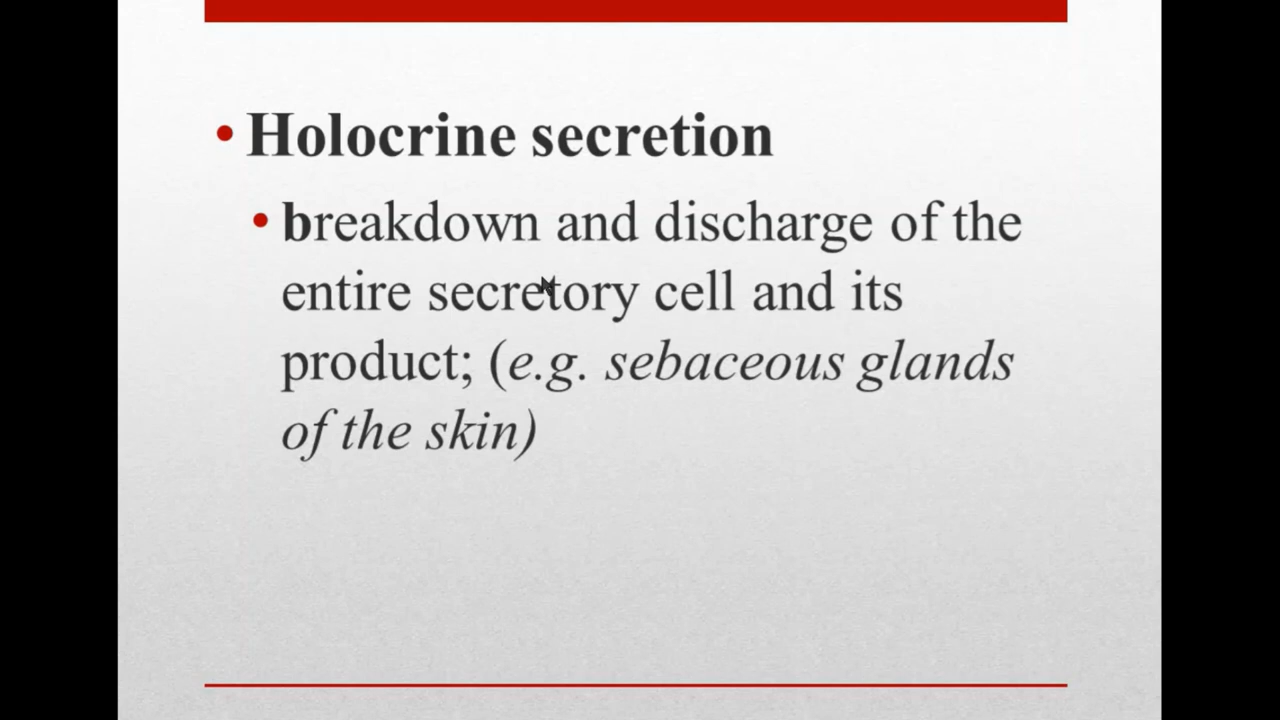 • Holocrine secretion
• breakdown and discharge of the
entire secretory cell and its
product; (e.g. sebaceous glands
of the skin)